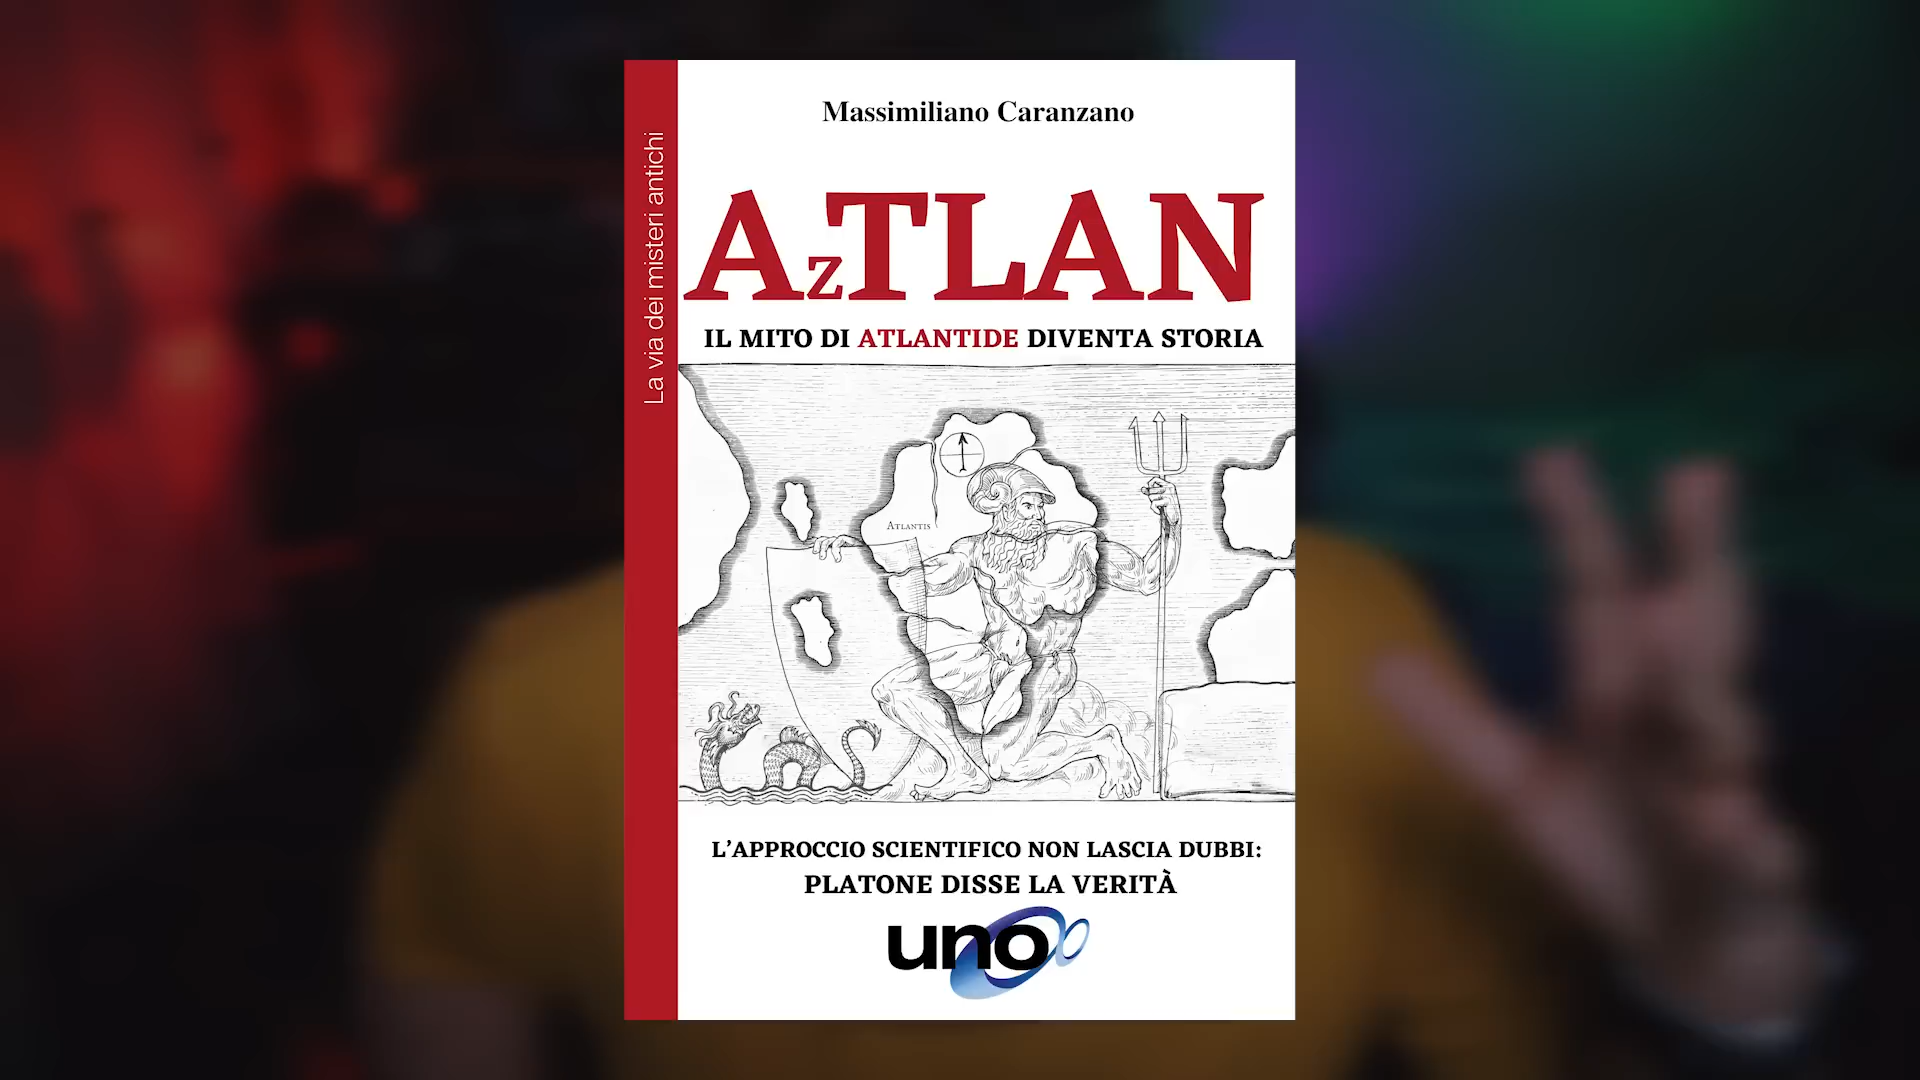 Massimiliano Caranzano
La via dei misteri antichi
AzTLAN
IL MITO DI ATLANTIDE DIVENTA STORIA
ATLANTIS
L'APPROCCIO SCIENTIFICO NON LASCIA DUBBI:
PLATONE DISSE LA VERITÀ
uno